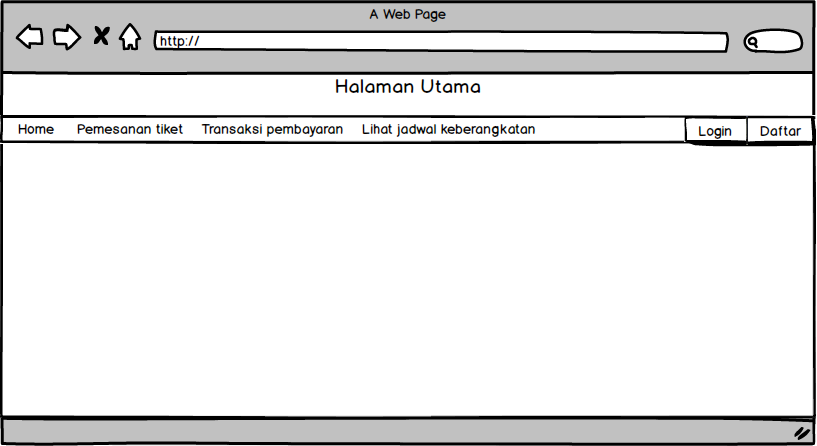 A Web Page
http://
Halaman Utama
Home Pemesanan tiket Transaksi pembayaran Lihat jadwal keberangkatan Login Daftar